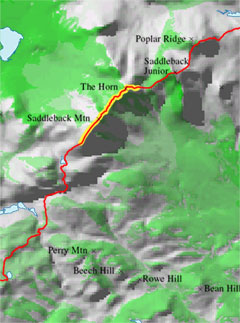 Poplar Ridge
Saddleback
Junior
The Horn
Saddleback Mtn
Perry Mtn
Beech Hill
Rowe Hill
Bean Hill